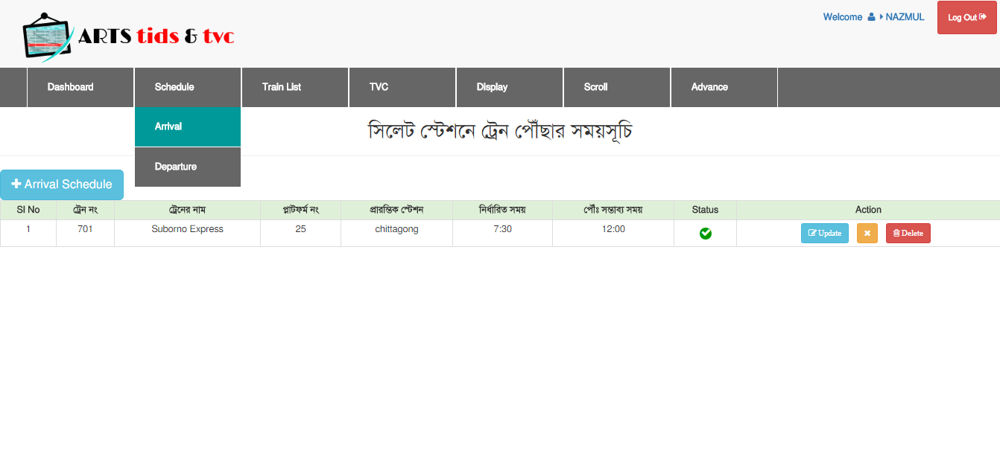 ARTS tids & tvc
Welcome NAZMUL
Log Out
Dashboard Schedule Train List TVC Display Scroll Advance
Arrival
Departure
সিলেট স্টেশনে ট্রেন পৌঁছার সময়সূচি
Arrival Schedule
Sl No ট্রেন নং ট্রেনের নাম প্লাটফর্ম নং প্রারম্ভিক স্টেশন নির্ধারিত সময় পৌঁঃ সম্ভাব্য সময় Status Action
1 701 Suborno Express 25 chittagong 7:30 12:00 Update Delete